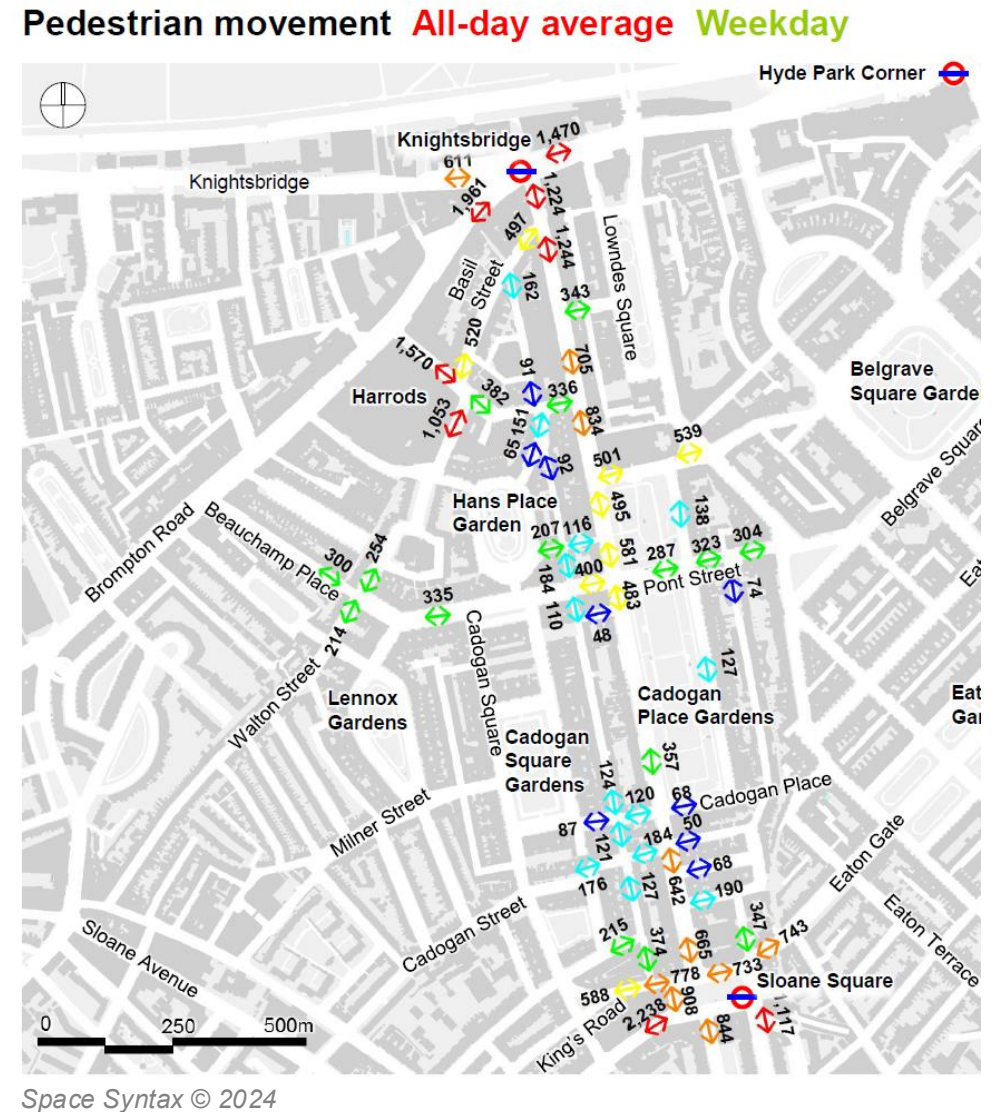 Pedestrian movement All-day average Weekday
Hyde Park Corner
Knightsbridge
1,470
611
Knightsbridge
1,961
1,224
497
1,244
Lowndes Square
Basil
Street
162
343
520
1,570
705
91
336
382
Harrods
Belgrave
Square Garde
1,053
151
834
65
92
539
501
Belgrave Square
Hans Place
Garden
495
138
207
116
581
304
323
287
Beauchamp Place
Brompton Road
300
254
184
400
Pont Street
Eat
335
483
74
110
48
214
Cadogan Square
127
Walton Street
Lennox
Gardens
Cadogan
Place Gardens
Eat
Gar
Cadogan
Square
Gardens
357
124
120
68
Cadogan Place
Milner Street
87
50
121
184
68
Eaton Gate
176
127
642
190
Cadogan Street
Eaton Terrace
215
374
665
347
743
Sloane Avenue
778
733
Sloane Square
588
908
King's Road
2,238
844
1,117
0
250
500m
Space Syntax © 2024